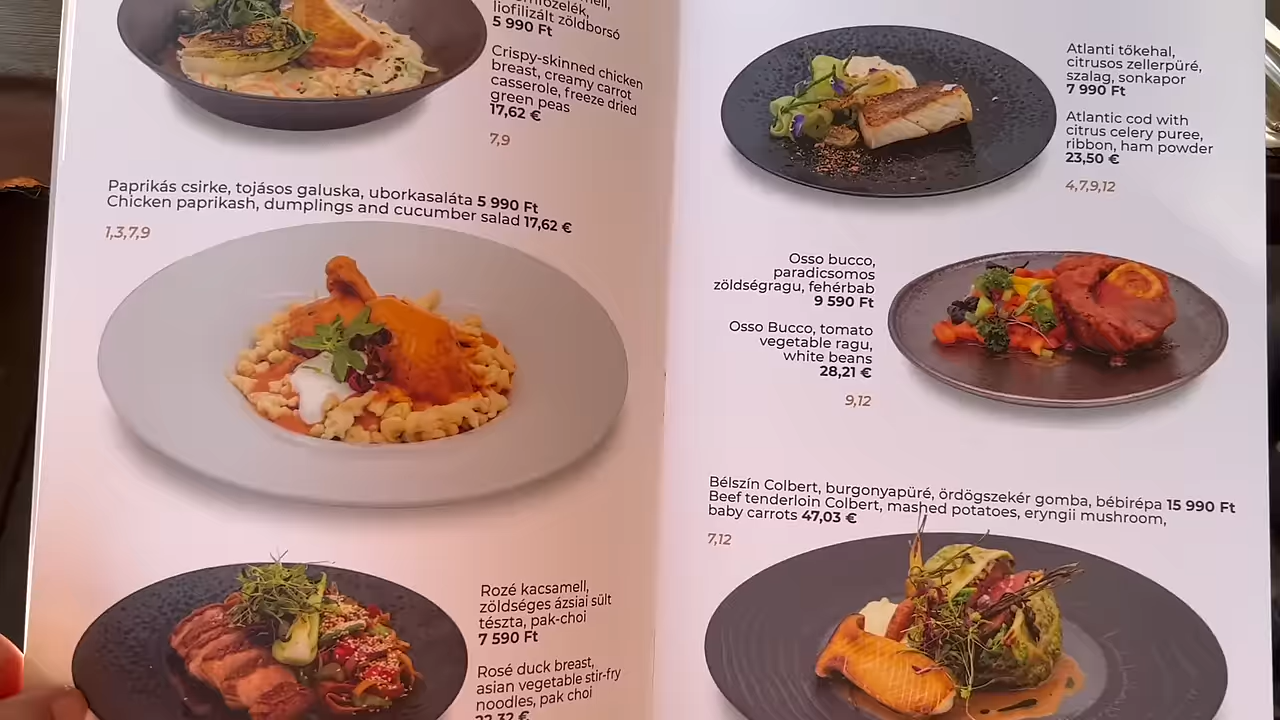 liofilizált zöldborsó
5 990 Ft
Crispy-skinned chicken
breast, creamy carrot
casserole, freeze dried
green peas
17,62 €
7,9
Paprikás csirke, tojásos galuska, uborkasaláta 5 990 Ft
Chicken paprikash, dumplings and cucumber salad 17,62 €
1,3,7,9
Rozé kacsamell,
zöldséges ázsiai sült
tészta, pak-choi
7 590 Ft
Rosé duck breast,
asian vegetable stir-fry
noodles, pak choi
22,32 €
Atlanti tőkehal,
citrusos zellerpüré,
szalag, sonkapor
7 990 Ft
Atlantic cod with
citrus celery puree,
ribbon, ham powder
23,50 €
4,7,9,12
Osso bucco,
paradicsomos
zöldségragu, fehérbab
9 590 Ft
Osso Bucco, tomato
vegetable ragu,
white beans
28,21 €
9,12
Bélszín Colbert, burgonyapüré, ördögszekér gomba, bébirépa 15 990 Ft
Beef tenderloin Colbert, mashed potatoes, eryngii mushroom,
baby carrots 47,03 €
7,12